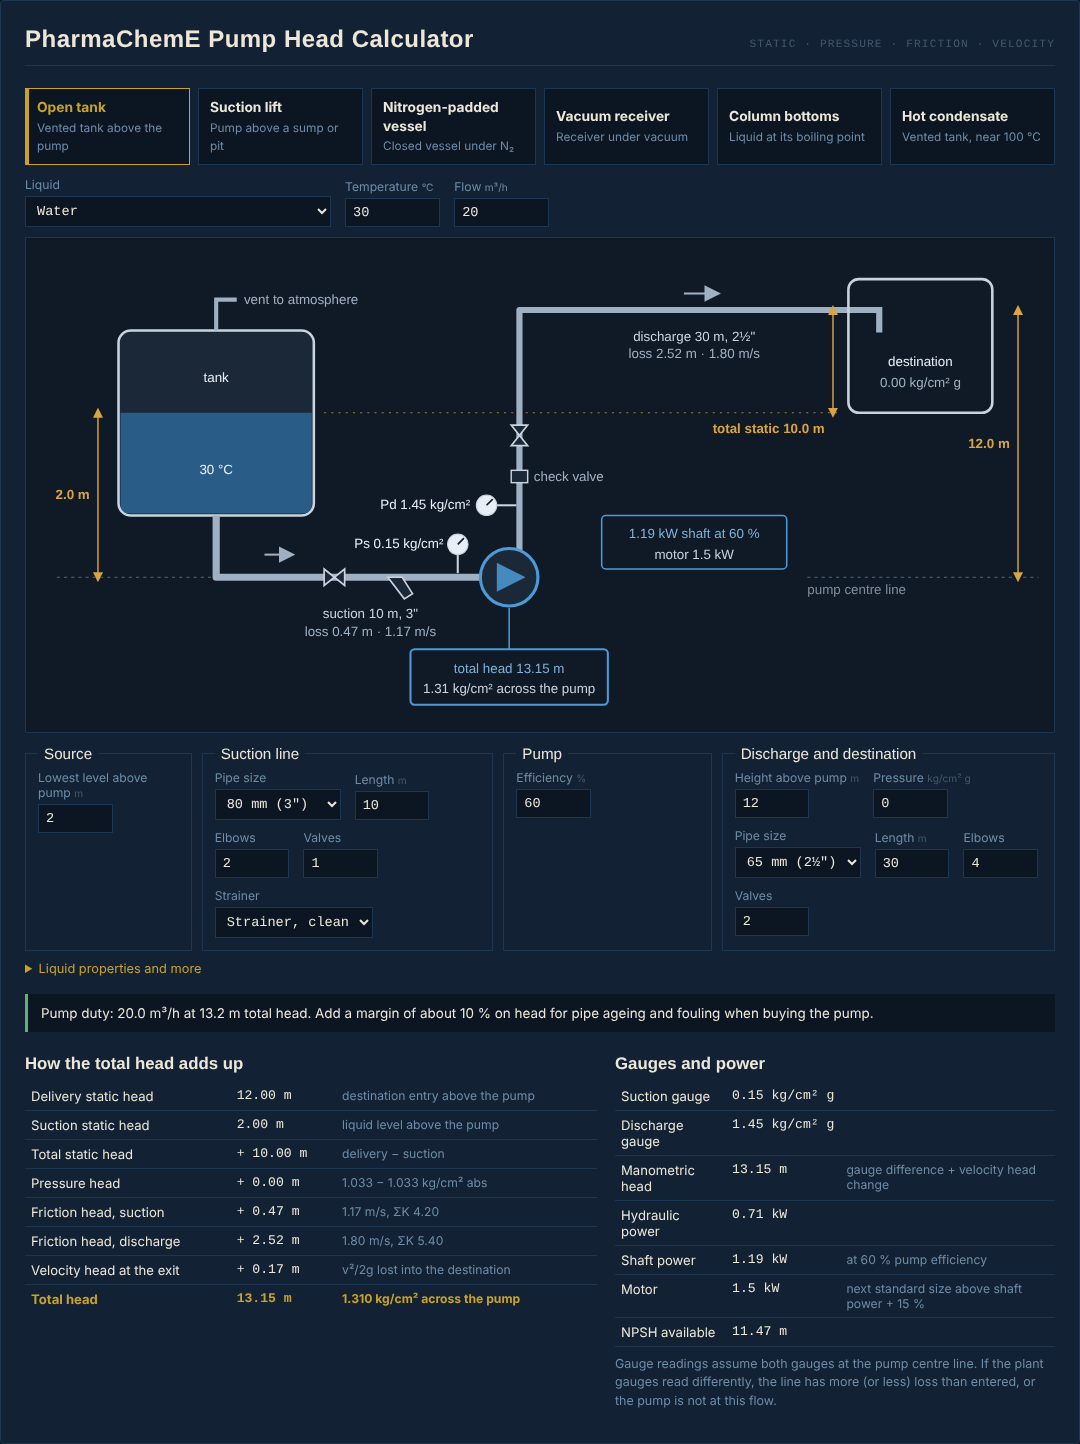 PharmaChemE Pump Head Calculator
STATIC · PRESSURE · FRICTION · VELOCITY
Open tank
Vented tank above the
pump
Suction lift
Pump above a sump or
pit
Nitrogen-padded
vessel
Closed vessel under N₂
Vacuum receiver
Receiver under vacuum
Column bottoms
Liquid at its boiling point
Hot condensate
Vented tank, near 100 °C
Liquid
Water
Temperature °C
30
Flow m³/h
20
vent to atmosphere
tank
30 °C
2.0 m
discharge 30 m, 2½"
loss 2.52 m · 1.80 m/s
destination
0.00 kg/cm² g
total static 10.0 m
12.0 m
check valve
Pd 1.45 kg/cm²
Ps 0.15 kg/cm²
1.19 kW shaft at 60 %
motor 1.5 kW
pump centre line
suction 10 m, 3"
loss 0.47 m · 1.17 m/s
total head 13.15 m
1.31 kg/cm² across the pump
Source
Lowest level above
pump m
2
Suction line
Pipe size
80 mm (3")
Length m
10
Elbows
2
Valves
1
Strainer
Strainer, clean
Pump
Efficiency %
60
Discharge and destination
Height above pump m
12
Pressure kg/cm² g
0
Pipe size
65 mm (2½")
Length m
30
Elbows
4
Valves
2
Liquid properties and more
Pump duty: 20.0 m³/h at 13.2 m total head. Add a margin of about 10 % on head for pipe ageing and fouling when buying the pump.
How the total head adds up
Delivery static head 12.00 m destination entry above the pump
Suction static head 2.00 m liquid level above the pump
Total static head + 10.00 m delivery − suction
Pressure head + 0.00 m 1.033 − 1.033 kg/cm² abs
Friction head, suction + 0.47 m 1.17 m/s, ΣK 4.20
Friction head, discharge + 2.52 m 1.80 m/s, ΣK 5.40
Velocity head at the exit + 0.17 m v²/2g lost into the destination
Total head 13.15 m 1.310 kg/cm² across the pump
Gauges and power
Suction gauge 0.15 kg/cm² g
Discharge
gauge
1.45 kg/cm² g
Manometric
head
13.15 m
gauge difference + velocity head
change
Hydraulic
power
0.71 kW
Shaft power 1.19 kW at 60 % pump efficiency
Motor 1.5 kW
next standard size above shaft
power + 15 %
NPSH available 11.47 m
Gauge readings assume both gauges at the pump centre line. If the plant
gauges read differently, the line has more (or less) loss than entered, or
the pump is not at this flow.